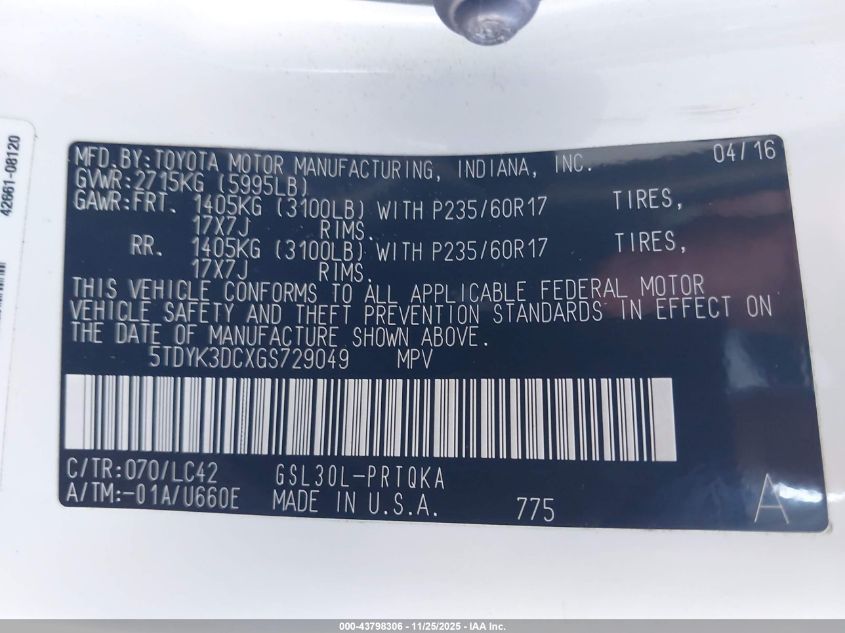 42661-08120
MFD.BY:TOYOTA MOTOR MANUFACTURING, INDIANA, INC. 04/16
GVWR:2715KG (5995LB)
GAWR:FRT. 1405KG (3100LB) WITH P235/60R17 TIRES,
17X7J RIMS.
RR. 1405KG (3100LB) WITH P235/60R17 TIRES,
17X7J RIMS.
THIS VEHICLE CONFORMS TO ALL APPLICABLE FEDERAL MOTOR
VEHICLE SAFETY AND THEFT PREVENTION STANDARDS IN EFFECT ON
THE DATE OF MANUFACTURE SHOWN ABOVE.
5TDYK3DCXGS729049 MPV
C/TR:070/LC42 GSL30L-PRTQKA
A/TM:-01A/U660E MADE IN U.S.A. 775 A
000-43798306 - 11/25/2025 - IAA Inc.